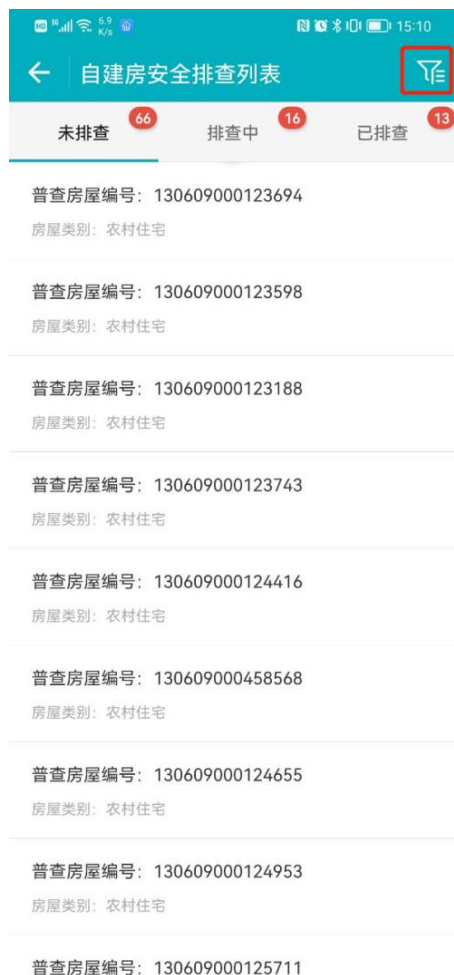 HD 5G 6.9 K/s 15:10
自建房安全排查列表
未排查 66 排查中 16 已排查 13
普查房屋编号：130609000123694
房屋类别：农村住宅
普查房屋编号：130609000123598
房屋类别：农村住宅
普查房屋编号：130609000123188
房屋类别：农村住宅
普查房屋编号：130609000123743
房屋类别：农村住宅
普查房屋编号：130609000124416
房屋类别：农村住宅
普查房屋编号：130609000458568
房屋类别：农村住宅
普查房屋编号：130609000124655
房屋类别：农村住宅
普查房屋编号：130609000124953
房屋类别：农村住宅
普查房屋编号：130609000125711